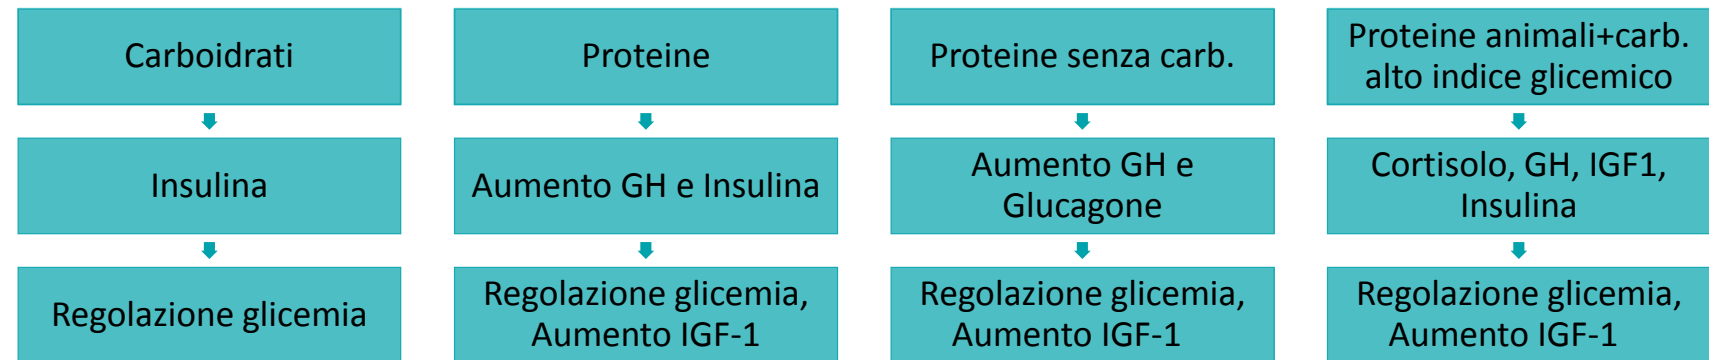 Carboidrati
Insulina
Regolazione glicemia
Proteine
Aumento GH e Insulina
Regolazione glicemia,
Aumento IGF-1
Proteine senza carb.
Aumento GH e
Glucagone
Regolazione glicemia,
Aumento IGF-1
Proteine animali+carb.
alto indice glicemico
Cortisolo, GH, IGF1,
Insulina
Regolazione glicemia,
Aumento IGF-1